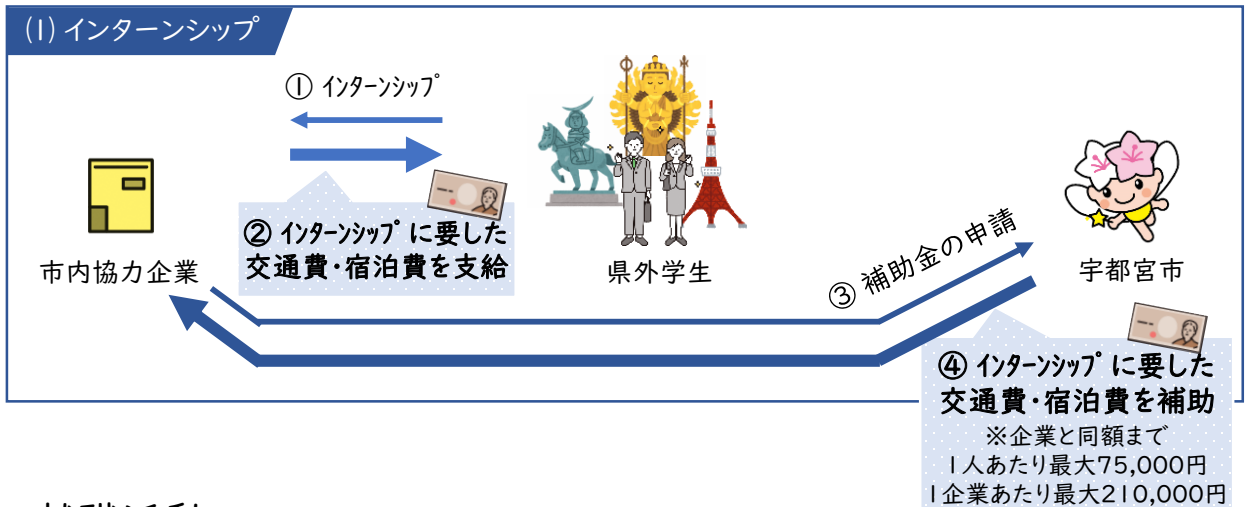 (1) インターンシップ
① インターンシップ
② インターンシップ に要した
交通費・宿泊費を支給
市内協力企業
県外学生
③ 補助金の申請
宇都宮市
④ インターンシップ に要した
交通費・宿泊費を補助
※企業と同額まで
1人あたり最大75,000円
1企業あたり最大210,000円